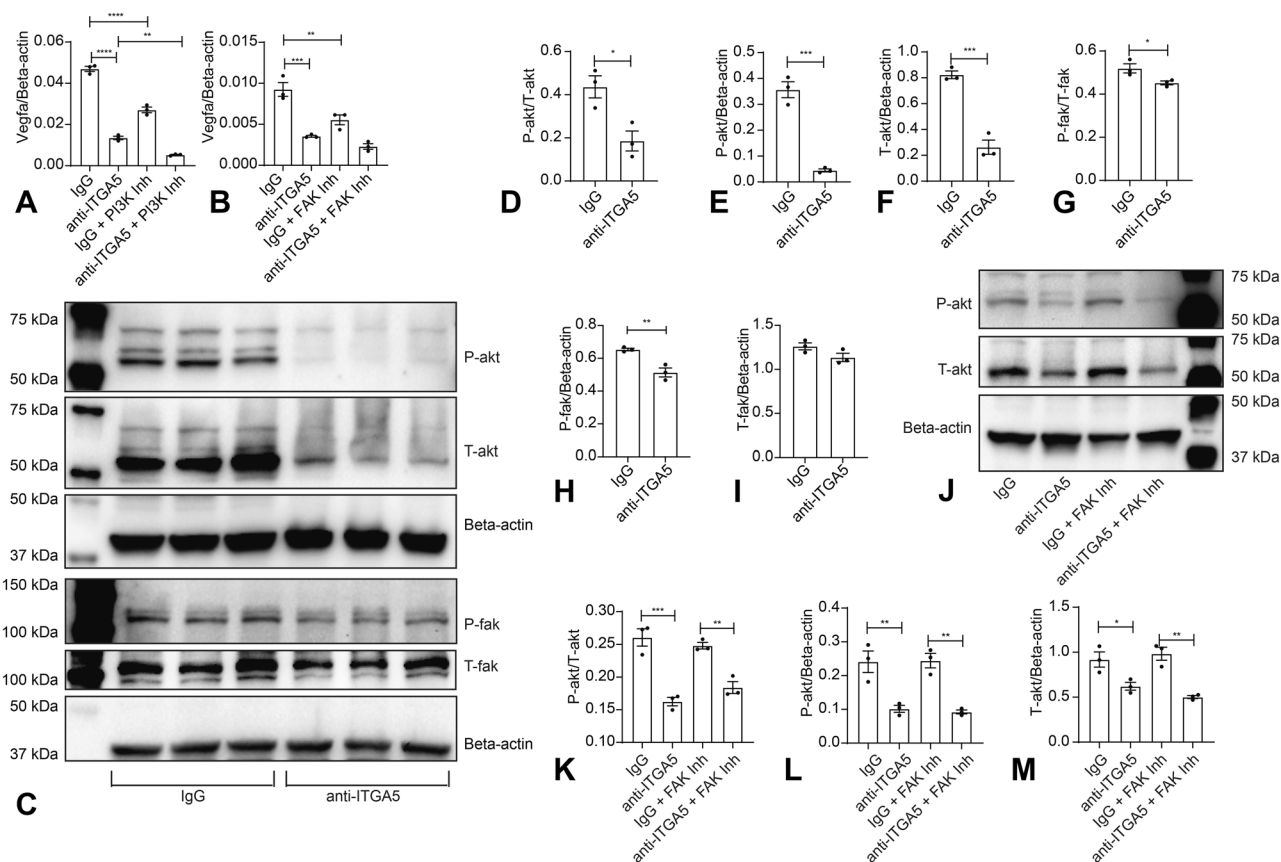 ****
****
**
0.06
0.04
0.02
0.00
Vegfa/Beta-actin
IgG
anti-ITGA5
IgG + PI3K Inh
anti-ITGA5 + PI3K Inh
A
**
***
0.015
0.010
0.005
0.000
Vegfa/Beta-actin
IgG
anti-ITGA5
IgG + FAK Inh
anti-ITGA5 + FAK Inh
B
*
0.6
0.4
0.2
0.0
P-akt/T-akt
IgG
anti-ITGA5
D
***
0.5
0.4
0.3
0.2
0.1
0.0
P-akt/Beta-actin
IgG
anti-ITGA5
E
***
1.0
0.8
0.6
0.4
0.2
0.0
T-akt/Beta-actin
IgG
anti-ITGA5
F
*
0.6
0.4
0.2
0.0
P-fak/T-fak
IgG
anti-ITGA5
G
75 kDa
50 kDa
P-akt
75 kDa
50 kDa
T-akt
50 kDa
37 kDa
Beta-actin
150 kDa
100 kDa
P-fak
100 kDa
T-fak
50 kDa
37 kDa
Beta-actin
IgG
anti-ITGA5
C
**
0.8
0.6
0.4
0.2
0.0
P-fak/Beta-actin
IgG
anti-ITGA5
H
1.5
1.0
0.5
0.0
T-fak/Beta-actin
IgG
anti-ITGA5
I
P-akt
75 kDa
50 kDa
T-akt
75 kDa
50 kDa
Beta-actin
50 kDa
37 kDa
IgG
anti-ITGA5
IgG + FAK Inh
anti-ITGA5 + FAK Inh
J
***
**
0.30
0.25
0.20
0.15
0.10
P-akt/T-akt
IgG
anti-ITGA5
IgG + FAK Inh
anti-ITGA5 + FAK Inh
K
**
**
0.4
0.3
0.2
0.1
0.0
P-akt/Beta-actin
IgG
anti-ITGA5
IgG + FAK Inh
anti-ITGA5 + FAK Inh
L
*
**
1.5
1.0
0.5
0.0
T-akt/Beta-actin
IgG
anti-ITGA5
IgG + FAK Inh
anti-ITGA5 + FAK Inh
M